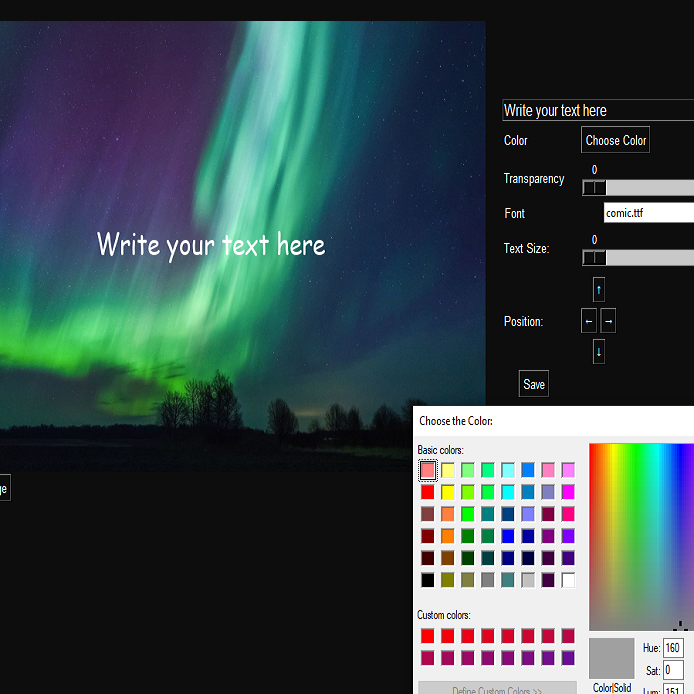 Write your text here
Color
Choose Color
0
Transparency
Font
comic.ttf
0
Text Size:
↑
Position:
← →
↓
Save
Write your text here
ge
Choose the Color:
Basic colors:
Custom colors:
Define Custom Colors >>
Color|Solid
Hue: 160
Sat: 0
Lum: 151